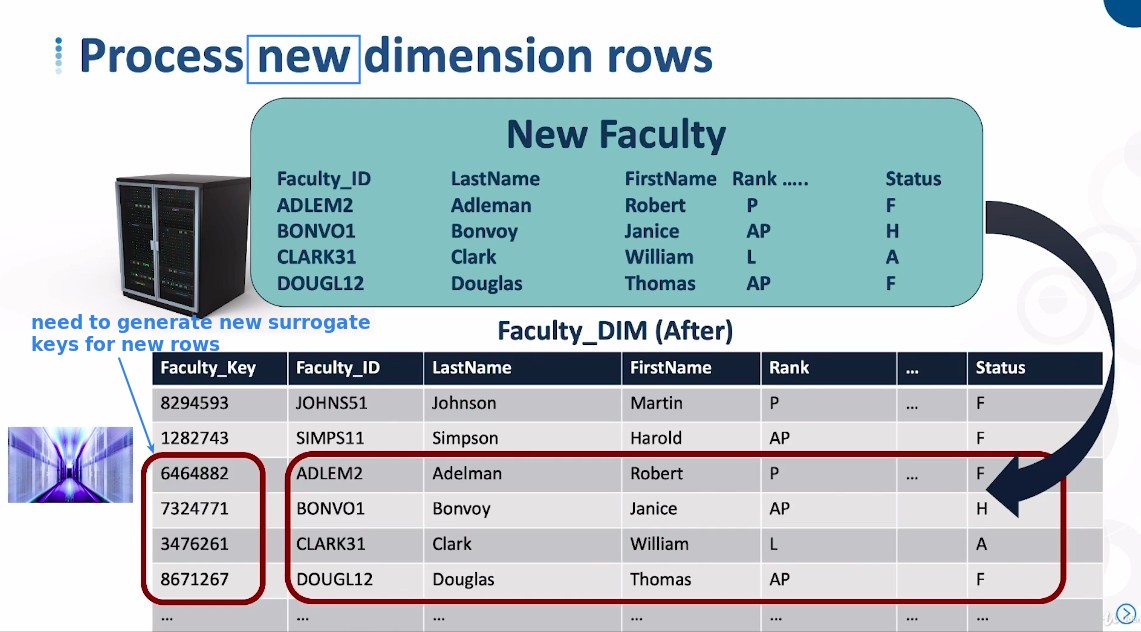 Process new dimension rows
New Faculty
Faculty_ID LastName FirstName Rank ..... Status
ADLEM2 Adleman Robert P F
BONVO1 Bonvoy Janice AP H
CLARK31 Clark William L A
DOUGL12 Douglas Thomas AP F
need to generate new surrogate
keys for new rows
Faculty_DIM (After)
Faculty_Key Faculty_ID LastName FirstName Rank ... Status
8294593 JOHNS51 Johnson Martin P ... F
1282743 SIMPS11 Simpson Harold AP F
6464882 ADLEM2 Adelman Robert P ... F
7324771 BONVO1 Bonvoy Janice AP H
3476261 CLARK31 Clark William L A
8671267 DOUGL12 Douglas Thomas AP F
... ... ... ... ... ... ...